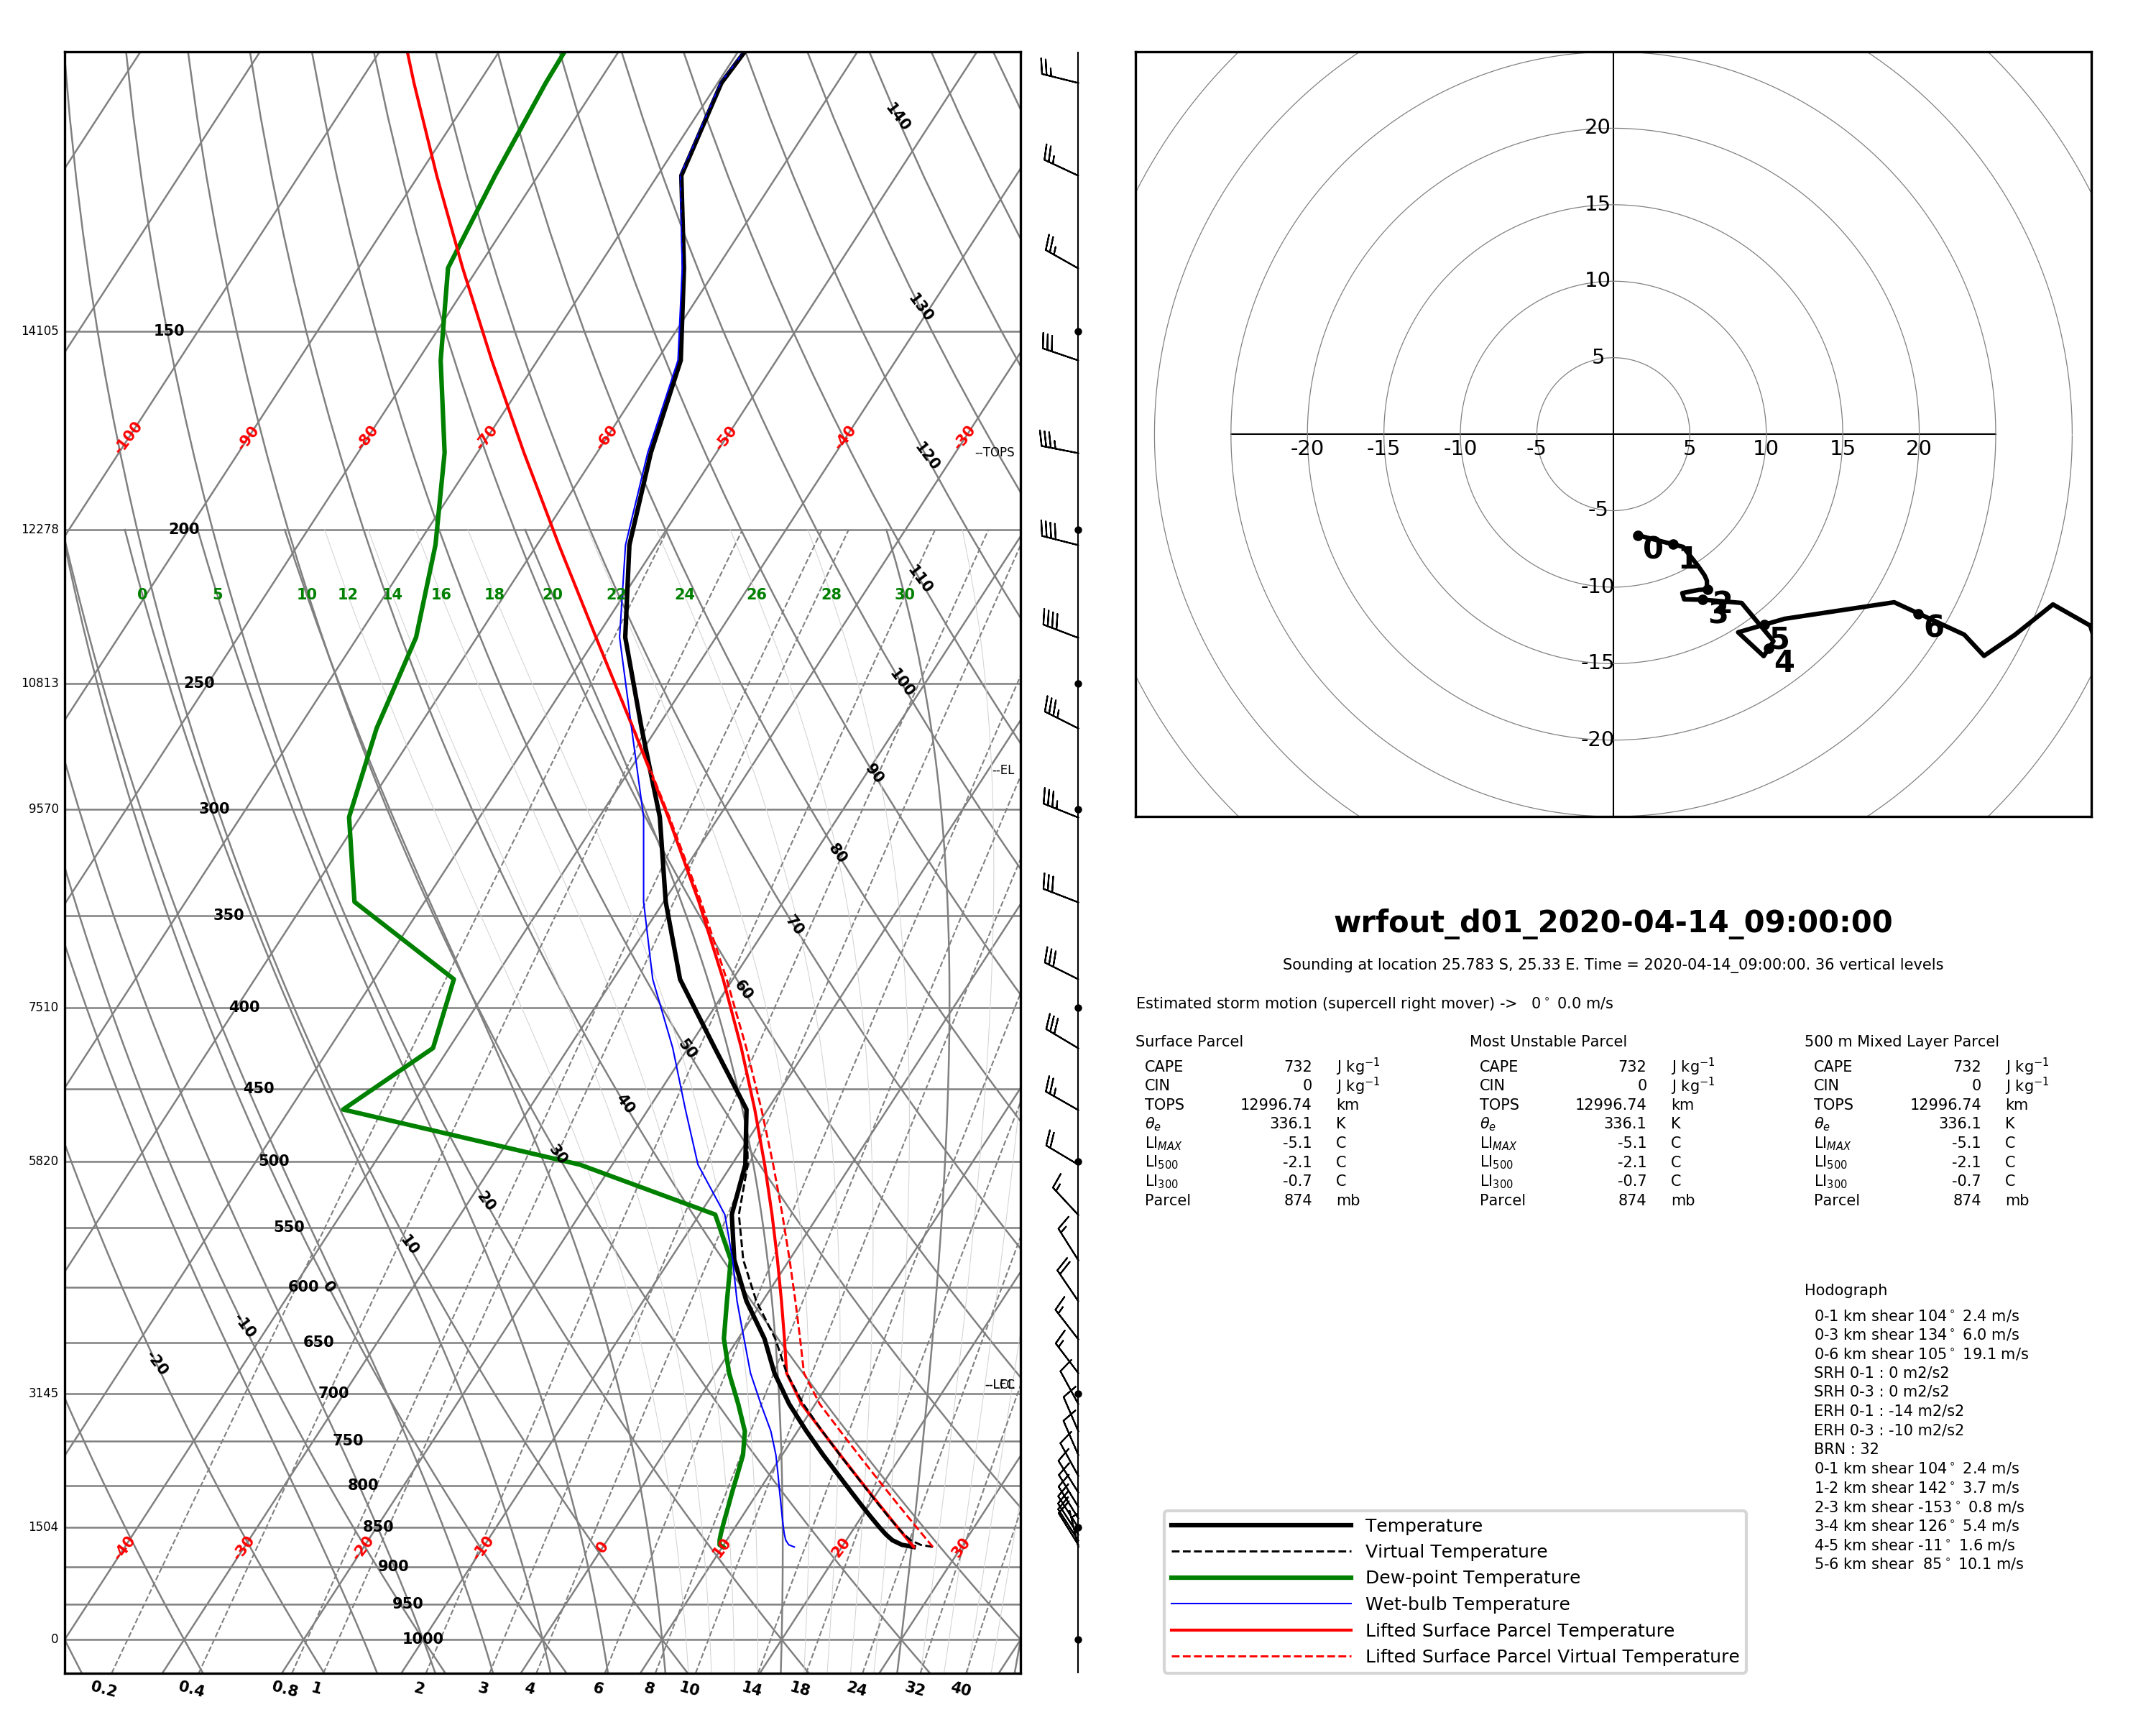 140
130
14105 150
-100 -90 -80 -70 -60 -50 -40 -30
120
--TOPS
12278 200
110
0 5 10 12 14 16 18 20 22 24 26 28 30
10813 250
100
90
--EL
9570 300
80
350
70
60
7510 400
50
450
40
5820 500
30
20
550
10
600 0
-10
650
-20
3145 700
750
800
1504 850
-40 -30 -20 -10 0 10 20 30
900
950
0 1000
0.2 0.4 0.8 1 2 3 4 6 8 10 14 18 24 32 40
20
15
10
5
-20 -15 -10 -5 5 10 15 20
-5
-10
-15
-20
0 1 2 3 4 5 6
wrfout_d01_2020-04-14_09:00:00
Sounding at location 25.783 S, 25.33 E. Time = 2020-04-14_09:00:00. 36 vertical levels
Estimated storm motion (supercell right mover) -> 0° 0.0 m/s
Surface Parcel
CAPE 732 J kg⁻¹
CIN 0 J kg⁻¹
TOPS 12996.74 km
θₑ 336.1 K
LI_MAX -5.1 C
LI₅₀₀ -2.1 C
LI₃₀₀ -0.7 C
Parcel 874 mb
Most Unstable Parcel
CAPE 732 J kg⁻¹
CIN 0 J kg⁻¹
TOPS 12996.74 km
θₑ 336.1 K
LI_MAX -5.1 C
LI₅₀₀ -2.1 C
LI₃₀₀ -0.7 C
Parcel 874 mb
500 m Mixed Layer Parcel
CAPE 732 J kg⁻¹
CIN 0 J kg⁻¹
TOPS 12996.74 km
θₑ 336.1 K
LI_MAX -5.1 C
LI₅₀₀ -2.1 C
LI₃₀₀ -0.7 C
Parcel 874 mb
Hodograph
0-1 km shear 104° 2.4 m/s
0-3 km shear 134° 6.0 m/s
0-6 km shear 105° 19.1 m/s
SRH 0-1 : 0 m2/s2
SRH 0-3 : 0 m2/s2
ERH 0-1 : -14 m2/s2
ERH 0-3 : -10 m2/s2
BRN : 32
0-1 km shear 104° 2.4 m/s
1-2 km shear 142° 3.7 m/s
2-3 km shear -153° 0.8 m/s
3-4 km shear 126° 5.4 m/s
4-5 km shear -11° 1.6 m/s
5-6 km shear 85° 10.1 m/s
Temperature
Virtual Temperature
Dew-point Temperature
Wet-bulb Temperature
Lifted Surface Parcel Temperature
Lifted Surface Parcel Virtual Temperature